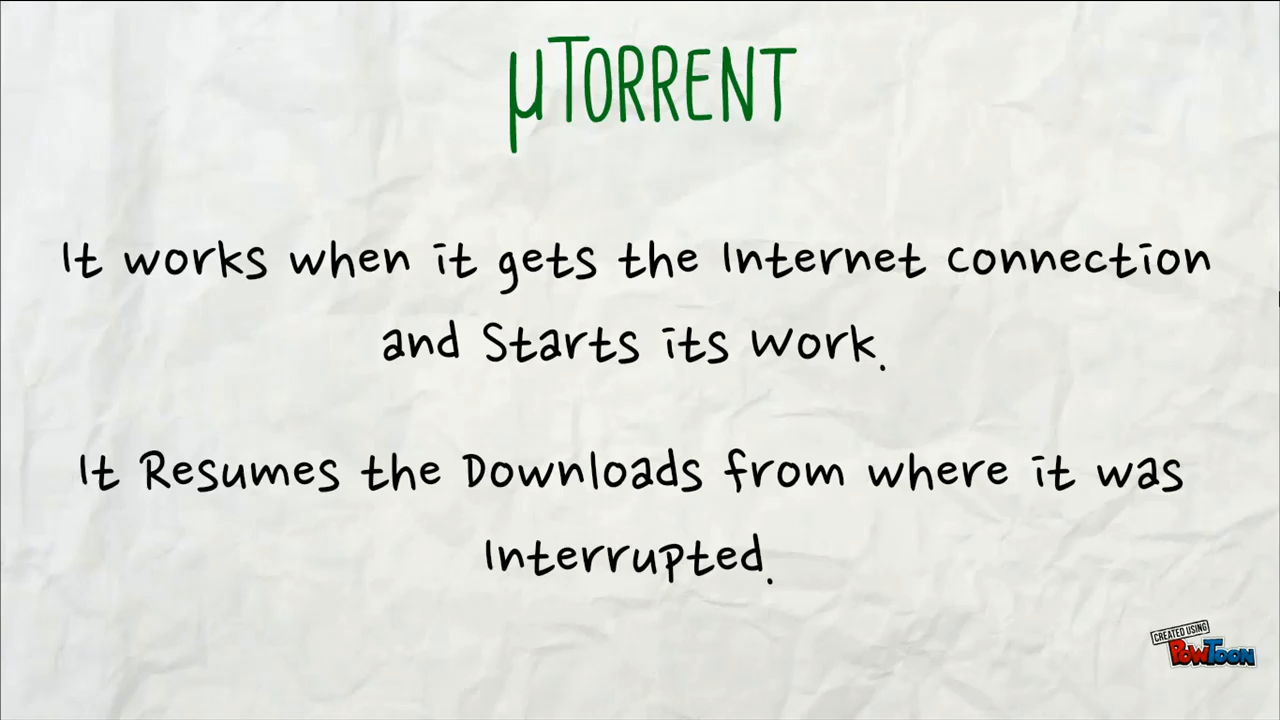 µTORRENT
It works when it gets the Internet connection
and Starts its work.
It Resumes the Downloads from where it was
Interrupted.
CREATED USING
POWTOON